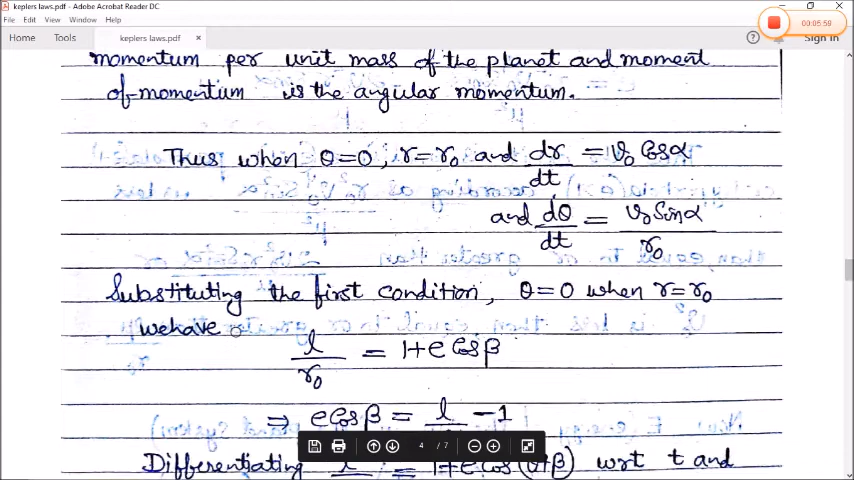 keplers laws.pdf - Adobe Acrobat Reader DC
File Edit View Window Help
Home Tools keplers laws.pdf × Sign In
00:05:59
momentum per unit mass of the planet and moment
of-momentum is the angular momentum.
Thus when θ=0, r=r₀ and dr/dt = v₀ Cosα
and dθ/dt = v₀ Sinα/r₀
Substituting the first condition, θ=0 when r=r₀
we have
l/r₀ = 1+e Cosβ
⇒ e Cosβ = l -1
4 / 7
Differentiating l = 1+e Cos(θ+β) wrt t and